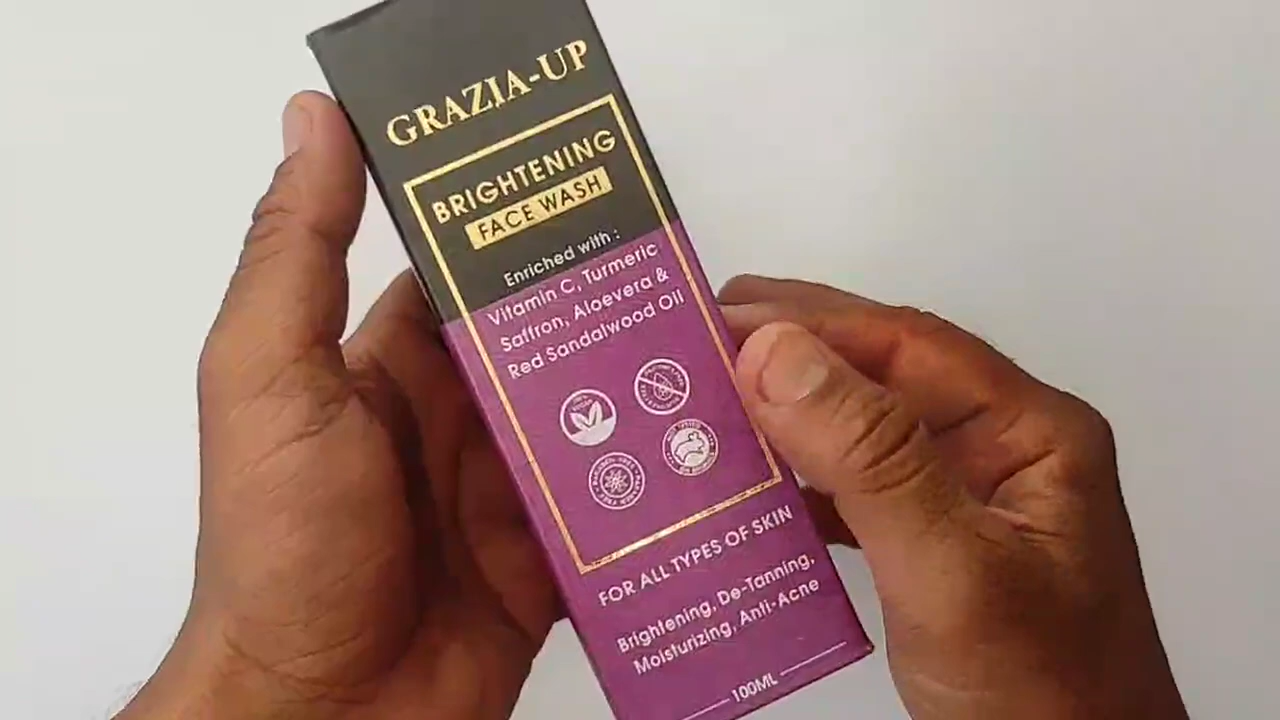 GRAZIA-UP
BRIGHTENING
FACE WASH
Enriched with :
Vitamin C, Turmeric
Saffron, Aloevera &
Red Sandalwood Oil
FOR ALL TYPES OF SKIN
Brightening, De-Tanning,
Moisturizing, Anti-Acne
100ML